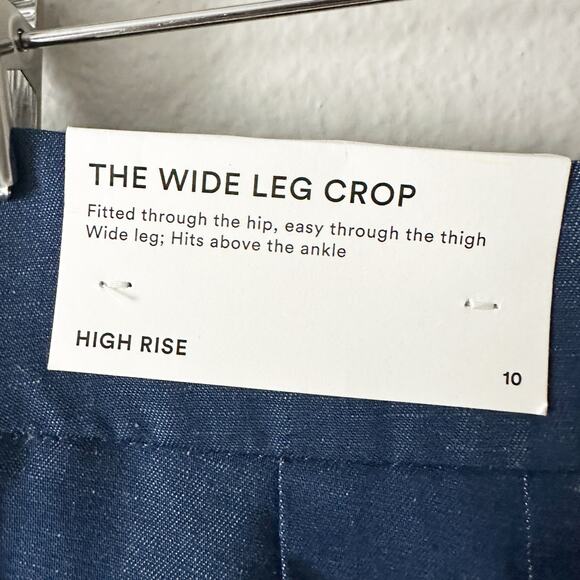 THE WIDE LEG CROP
Fitted through the hip, easy through the thigh
Wide leg; Hits above the ankle
HIGH RISE
10